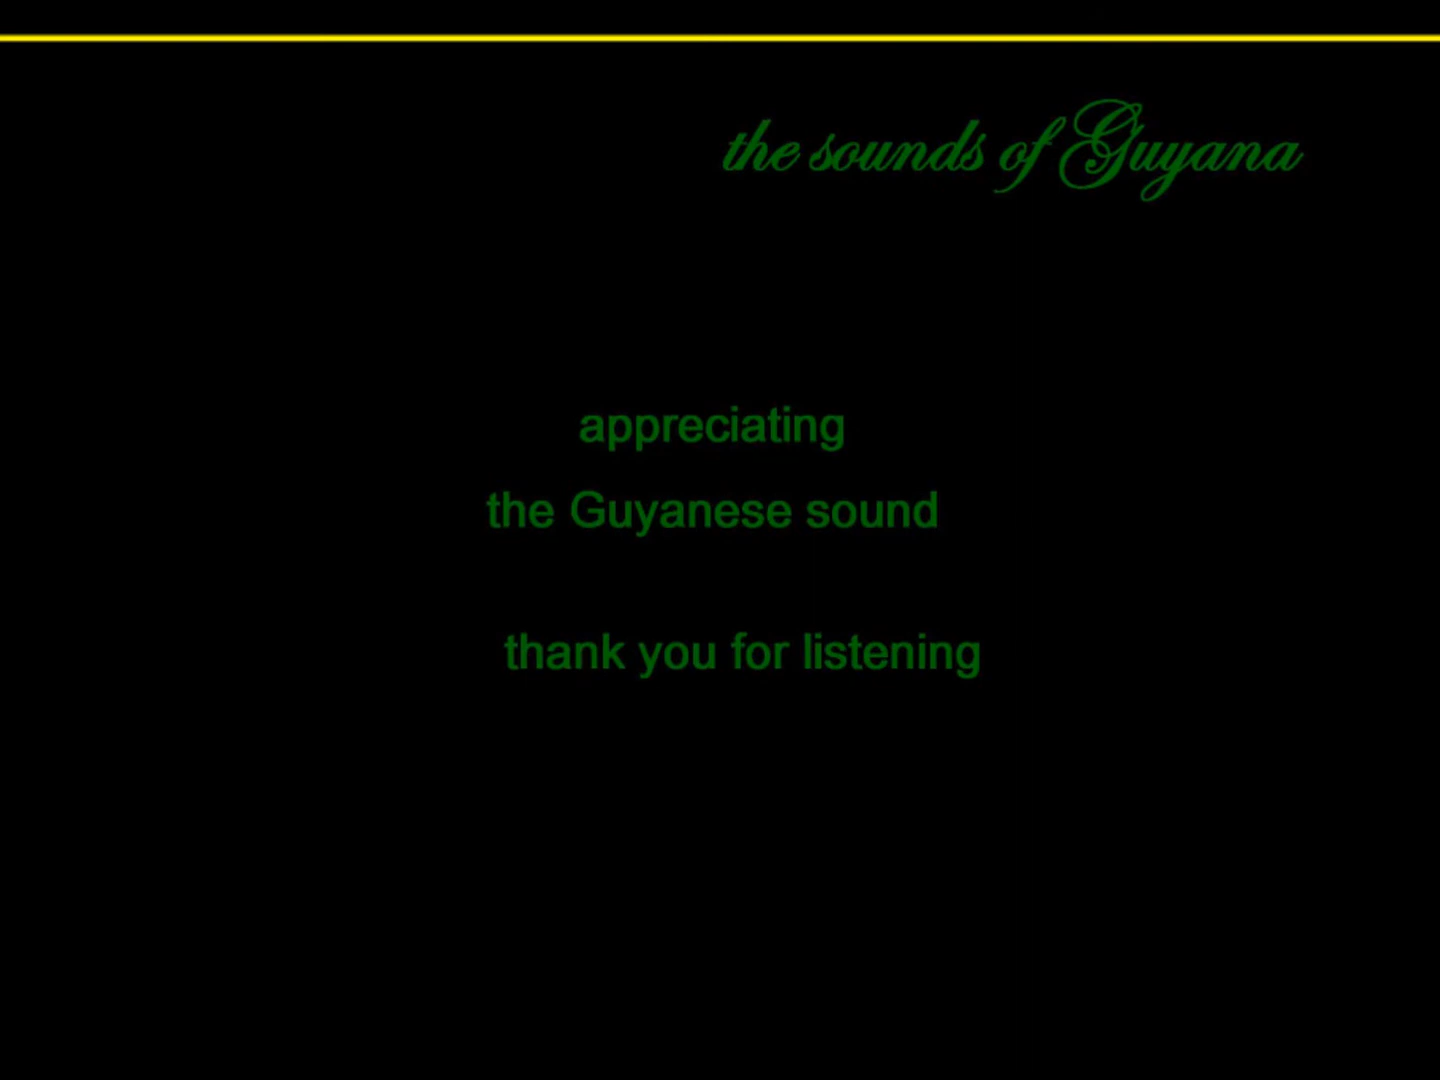 the sounds of Guyana
appreciating
the Guyanese sound
thank you for listening